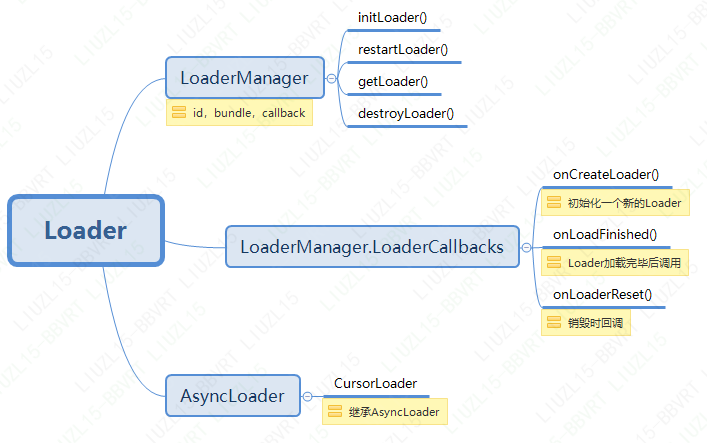 Loader
LoaderManager
id，bundle，callback
initLoader()
restartLoader()
getLoader()
destroyLoader()
LoaderManager.LoaderCallbacks
onCreateLoader()
初始化一个新的Loader
onLoadFinished()
Loader加载完毕后调用
onLoaderReset()
销毁时回调
AsyncLoader
CursorLoader
继承AsyncLoader
LIUZL15-BBVRT